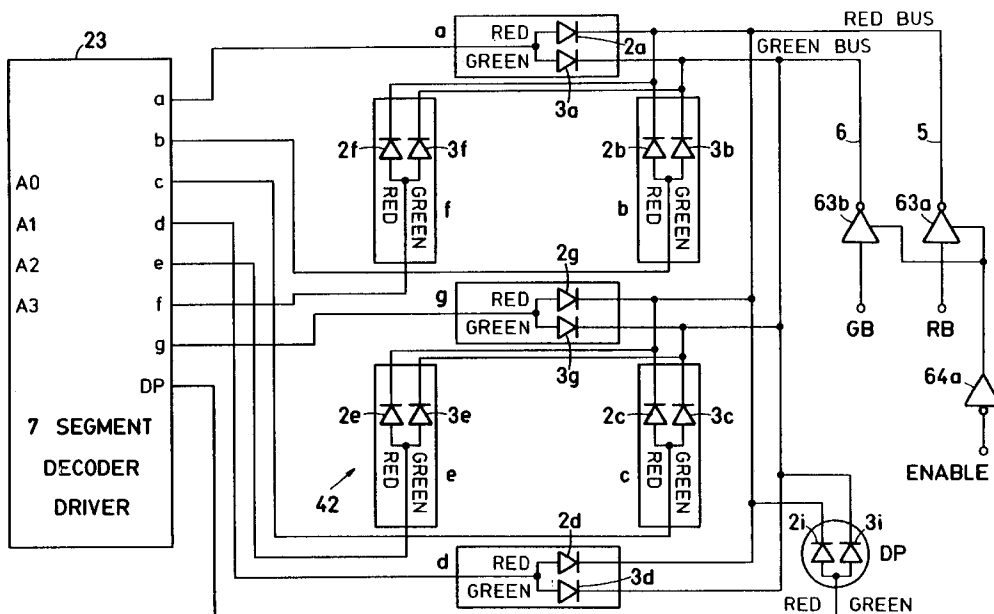 23
a
RED
2a
RED BUS
GREEN
GREEN BUS
3a
a
b
c
d
e
f
g
DP
A0
A1
A2
A3
7 SEGMENT
DECODER
DRIVER
2f
3f
RED
GREEN
f
2b
3b
RED
GREEN
b
6
5
63b
63a
GB
RB
64a
ENABLE
g
RED
2g
GREEN
3g
2e
3e
RED
GREEN
e
42
2c
3c
RED
GREEN
c
d
RED
2d
GREEN
3d
2i
3i
DP
RED
GREEN